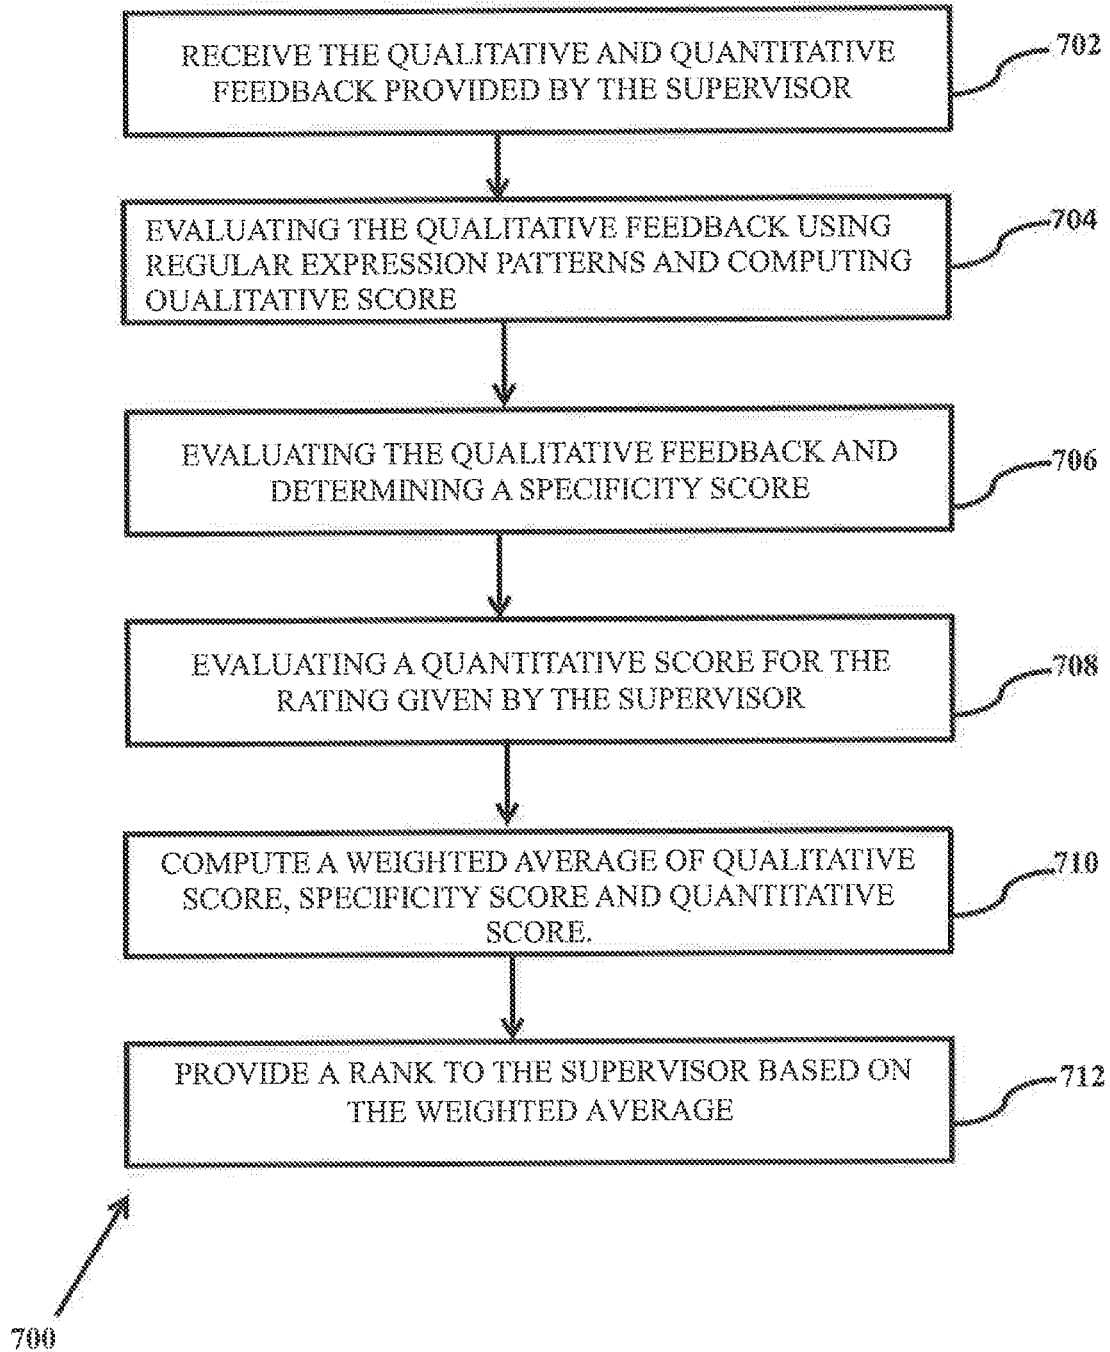 RECEIVE THE QUALITATIVE AND QUANTITATIVE
FEEDBACK PROVIDED BY THE SUPERVISOR
702
EVALUATING THE QUALITATIVE FEEDBACK USING
REGULAR EXPRESSION PATTERNS AND COMPUTING
QUALITATIVE SCORE
704
EVALUATING THE QUALITATIVE FEEDBACK AND
DETERMINING A SPECIFICITY SCORE
706
EVALUATING A QUANTITATIVE SCORE FOR THE
RATING GIVEN BY THE SUPERVISOR
708
COMPUTE A WEIGHTED AVERAGE OF QUALITATIVE
SCORE, SPECIFICITY SCORE AND QUANTITATIVE
SCORE.
710
PROVIDE A RANK TO THE SUPERVISOR BASED ON
THE WEIGHTED AVERAGE
712
700